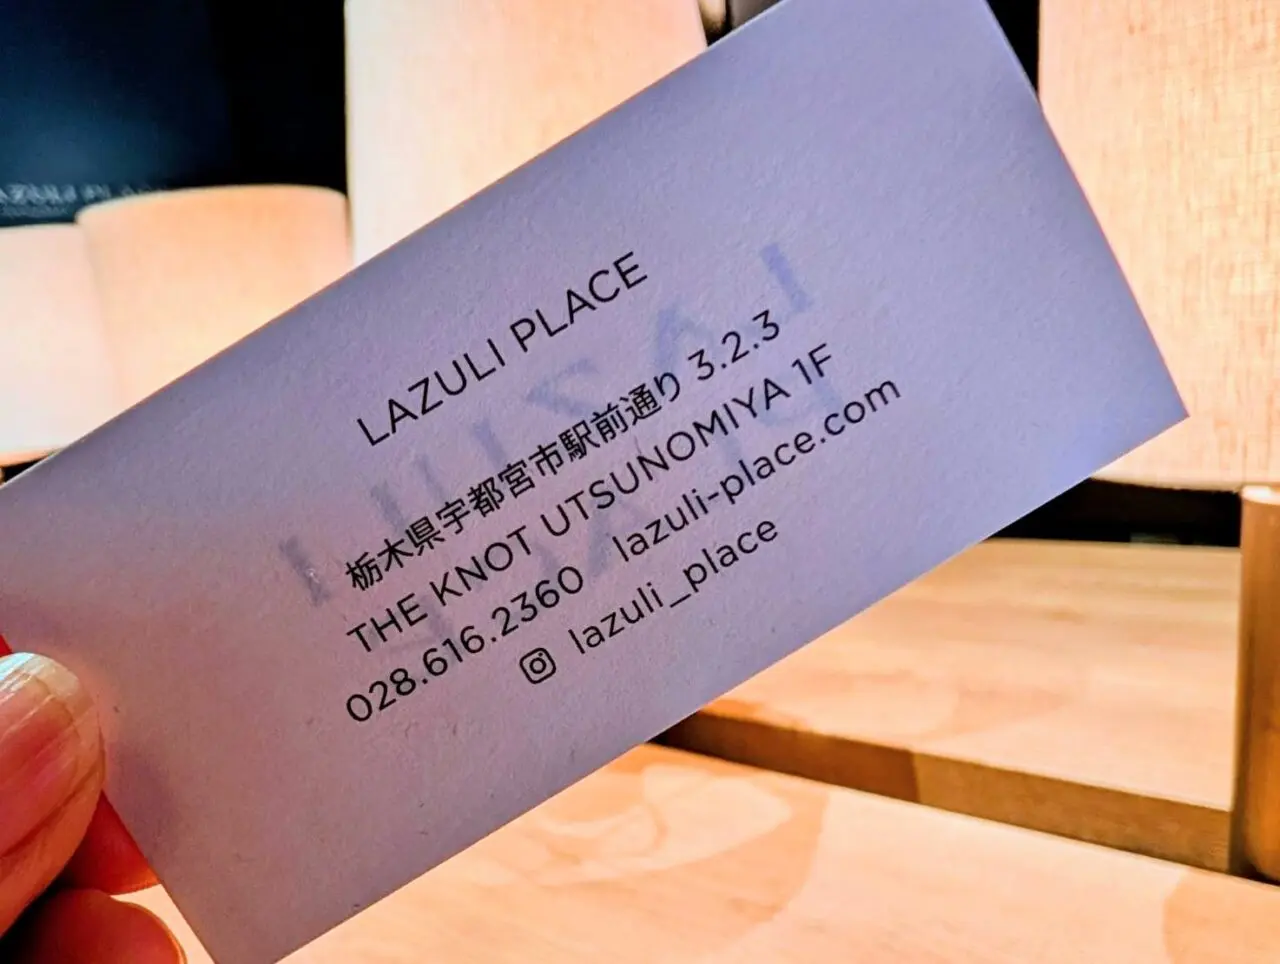 LAZULI PLACE
栃木県宇都宮市駅前通り 3.2.3
THE KNOT UTSUNOMIYA 1F
028.616.2360 lazuli-place.com
lazuli_place